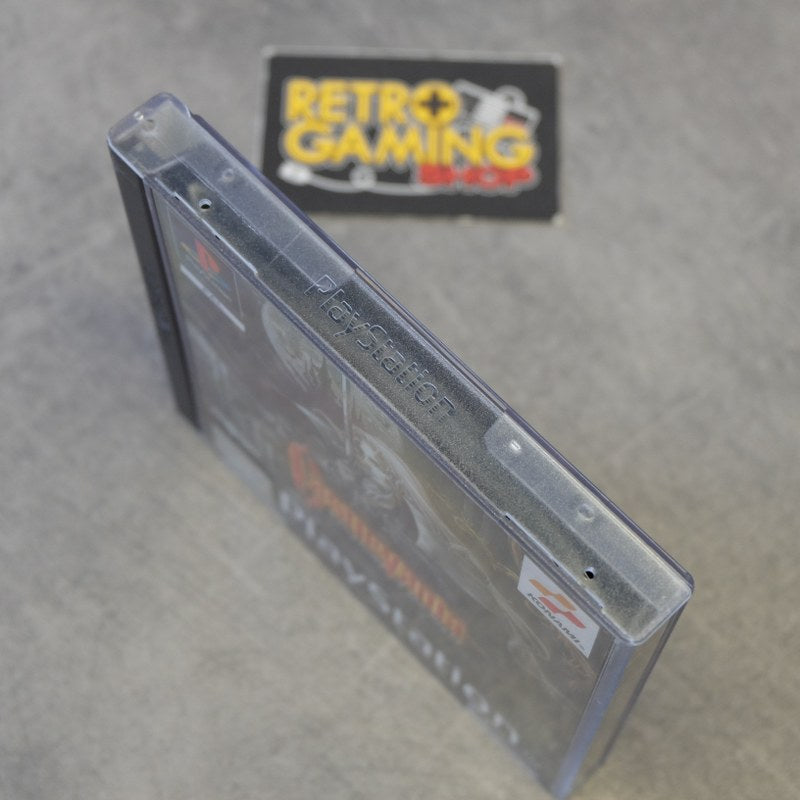 RETRO
GAMING
SHOP
PlayStation
Castlevania
PlayStation
KONAMI